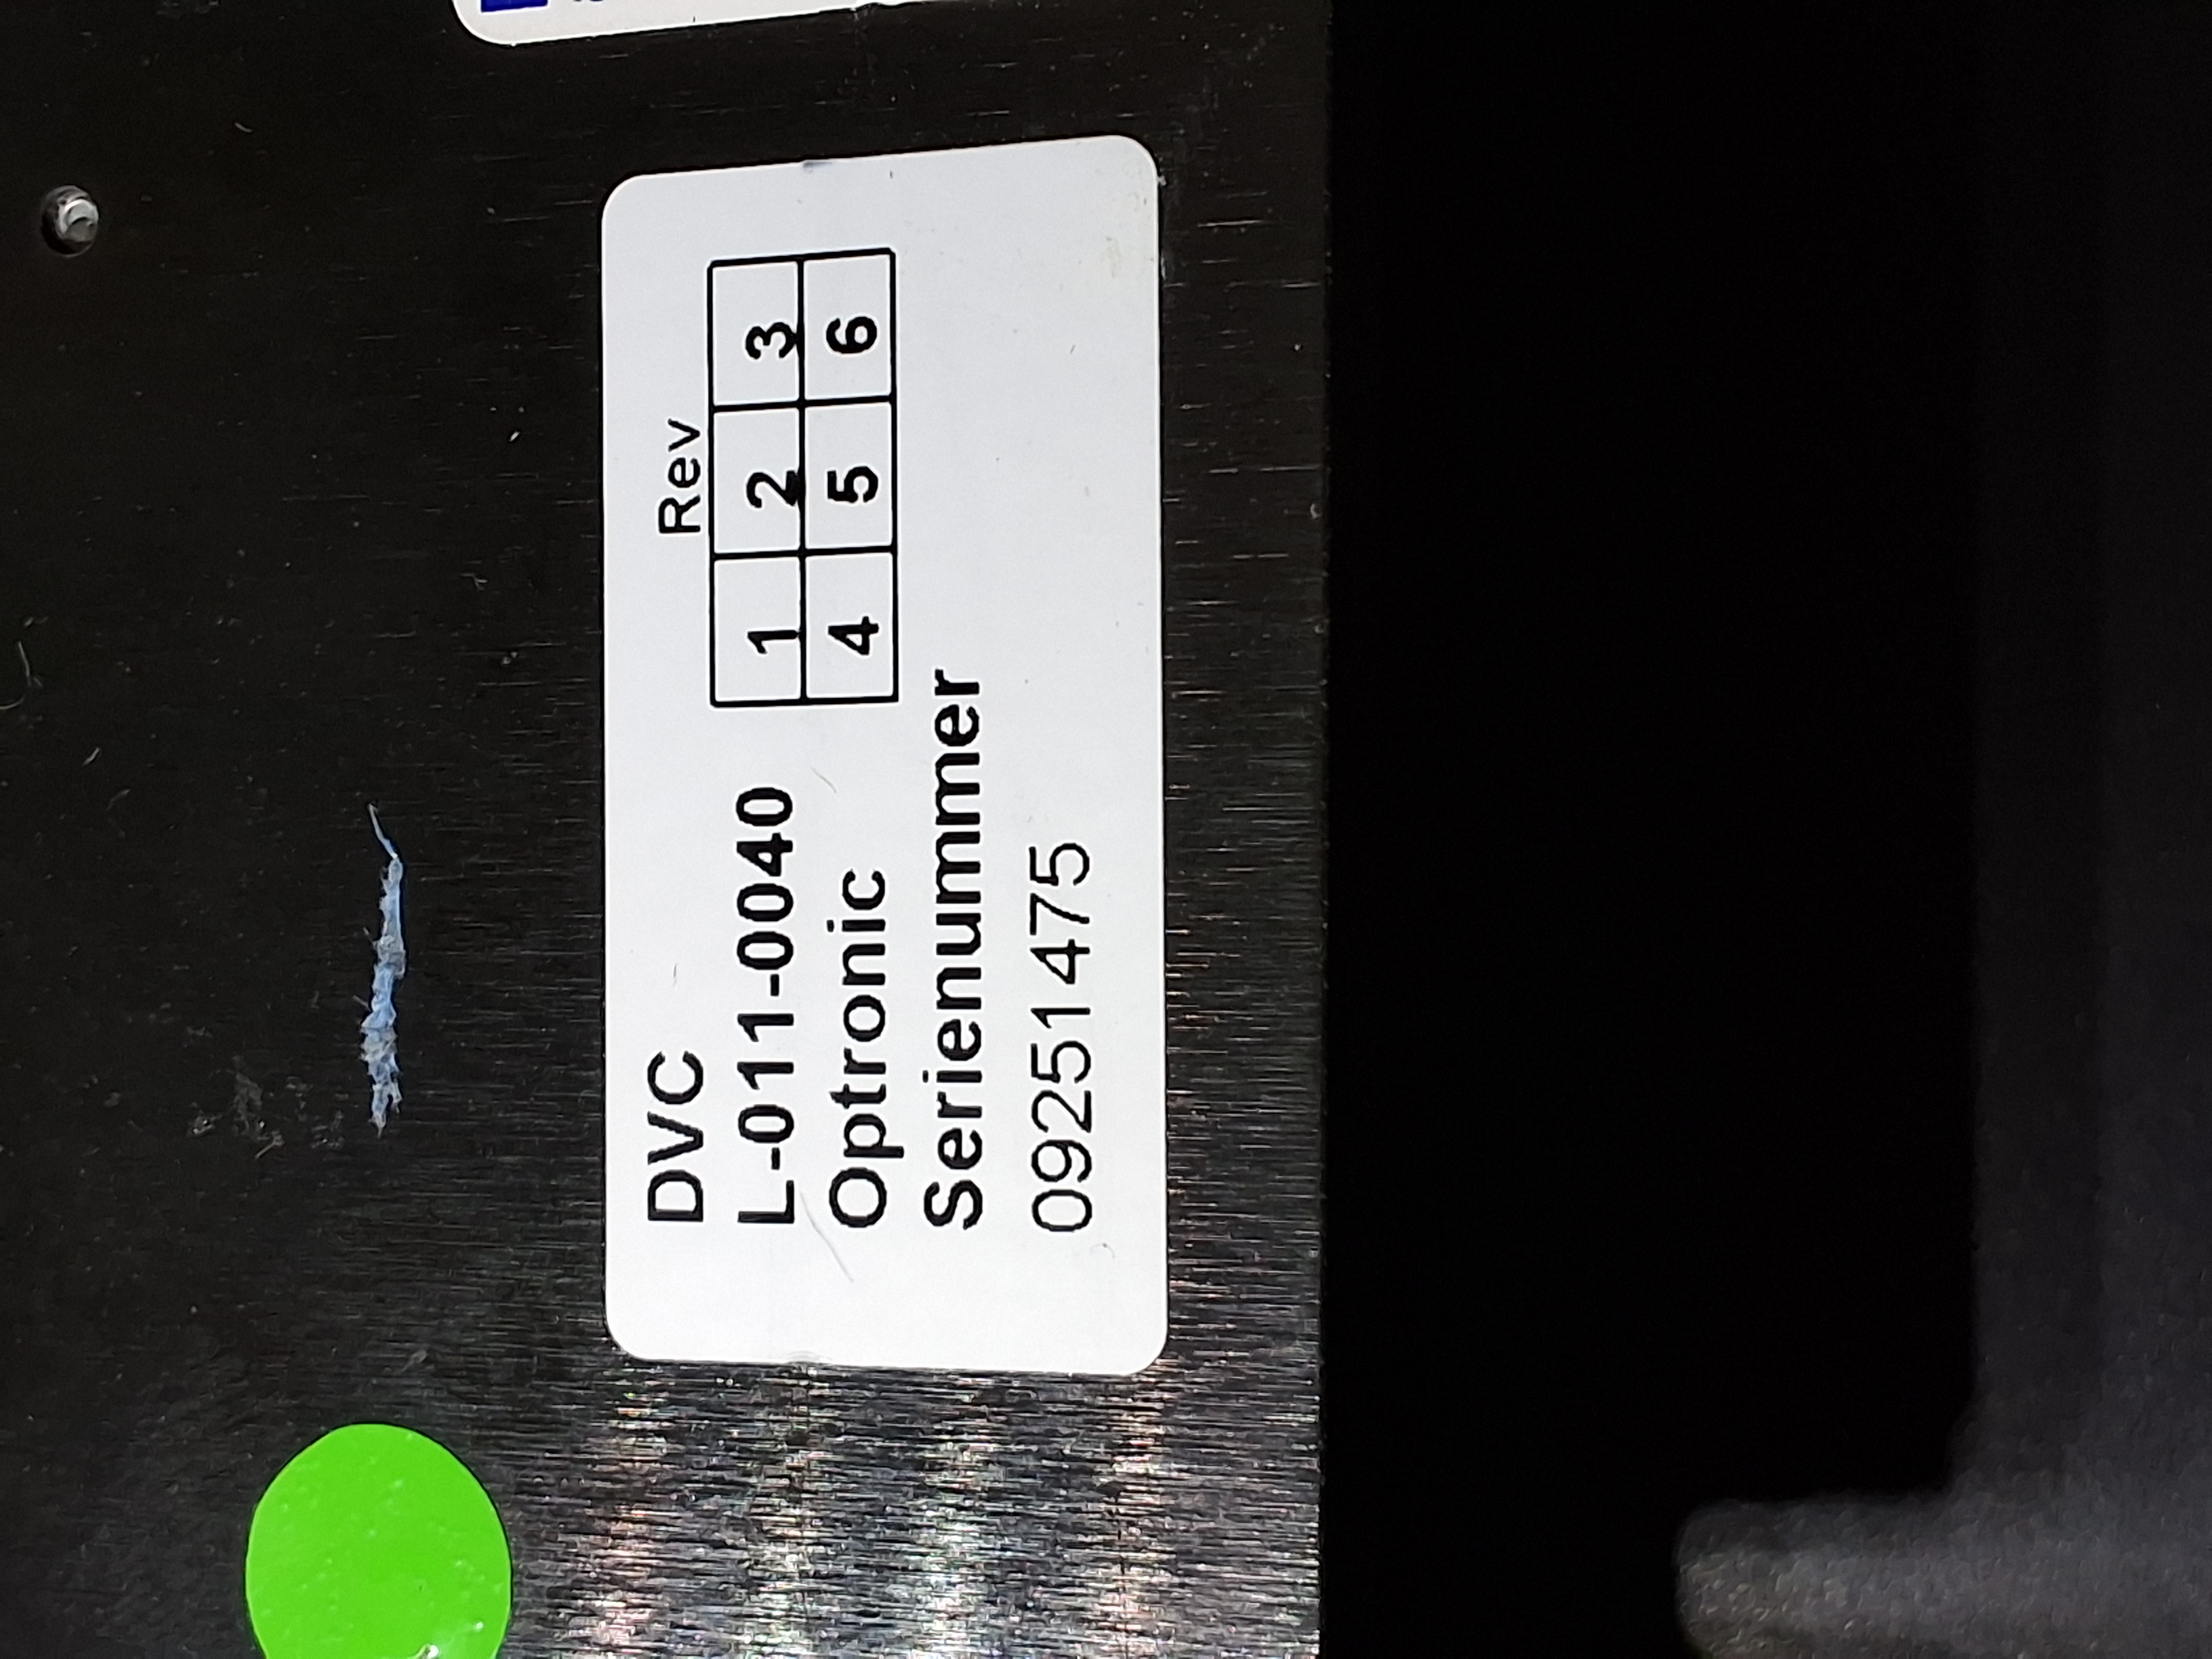 DVC
L-011-0040
Optronic
Serienummer
09251475
Rev
1 2 3
4 5 6